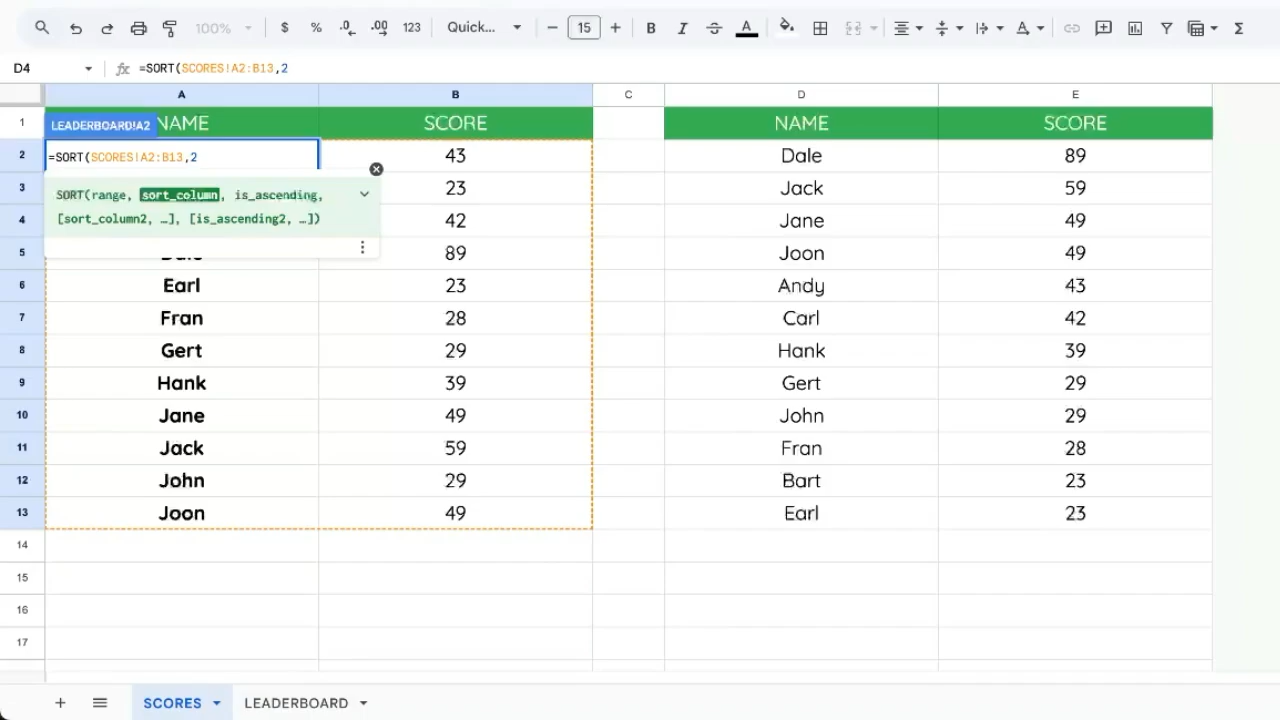 100% $ % .0 .00 123 Quick... 15 B I A Σ
D4 fx =SORT(SCORES!A2:B13,2
A B C D E
1 LEADERBOARD!A2 NAME SCORE NAME SCORE
2 =SORT(SCORES!A2:B13,2 43 Dale 89
3 SORT(range, sort_column, is_ascending, 23 Jack 59
4 [sort_column2, …], [is_ascending2, …]) 42 Jane 49
5 Dale 89 Joon 49
6 Earl 23 Andy 43
7 Fran 28 Carl 42
8 Gert 29 Hank 39
9 Hank 39 Gert 29
10 Jane 49 John 29
11 Jack 59 Fran 28
12 John 29 Bart 23
13 Joon 49 Earl 23
14
15
16
17
SCORES LEADERBOARD